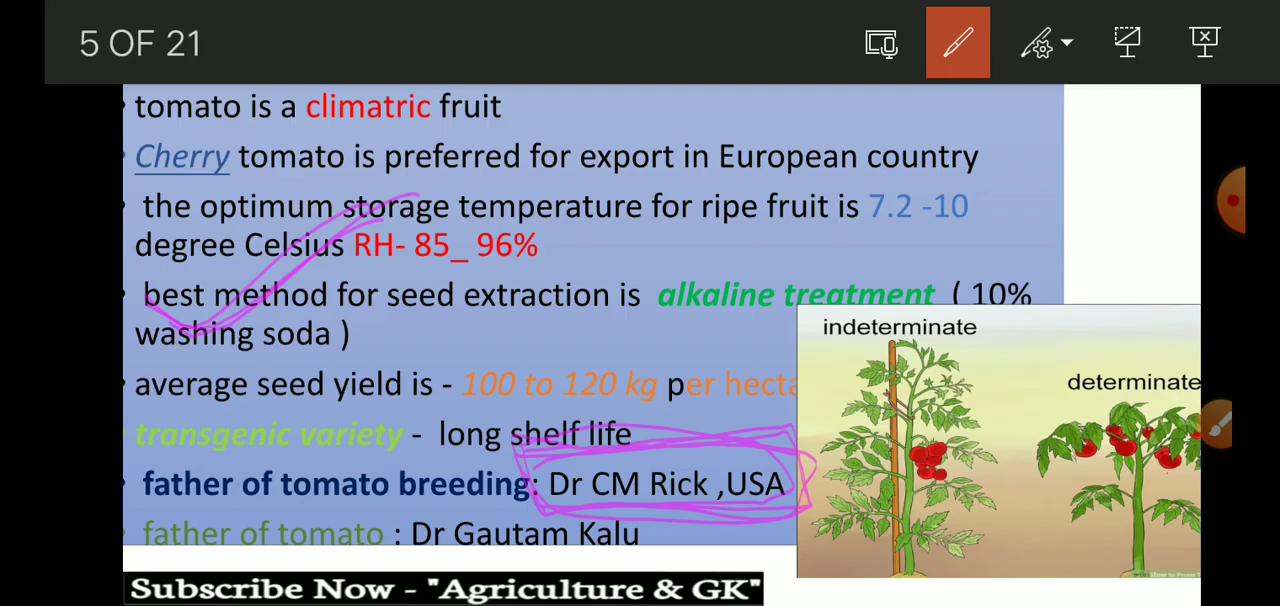 5 OF 21
• tomato is a climatric fruit
• Cherry tomato is preferred for export in European country
• the optimum storage temperature for ripe fruit is 7.2 -10
degree Celsius RH- 85_ 96%
• best method for seed extraction is alkaline treatment ( 10%
washing soda )
• average seed yield is - 100 to 120 kg per hecta
• transgenic variety - long shelf life
• father of tomato breeding: Dr CM Rick ,USA
• father of tomato : Dr Gautam Kalu
indeterminate
determinate
How to Prune T
Subscribe Now - "Agriculture & GK"